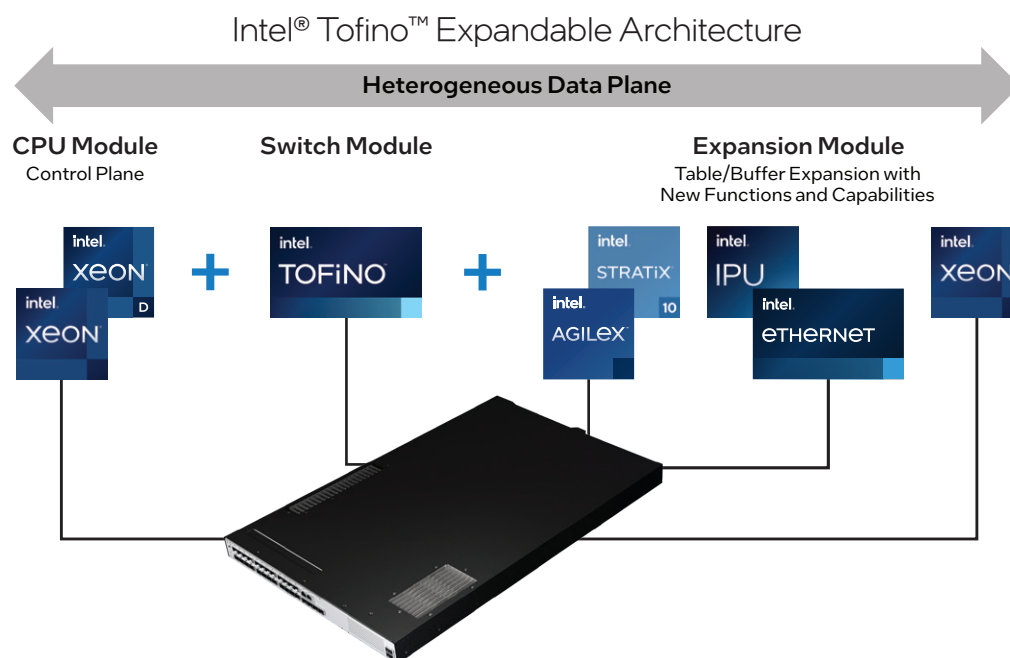 Intel® Tofino™ Expandable Architecture
Heterogeneous Data Plane
CPU Module
Control Plane
Switch Module
Expansion Module
Table/Buffer Expansion with
New Functions and Capabilities
intel.
XEON
D
intel.
XEON
intel.
TOFINO
intel.
STRATIX
10
intel.
AGILEX
intel.
IPU
intel.
ETHERNET
intel.
XEON